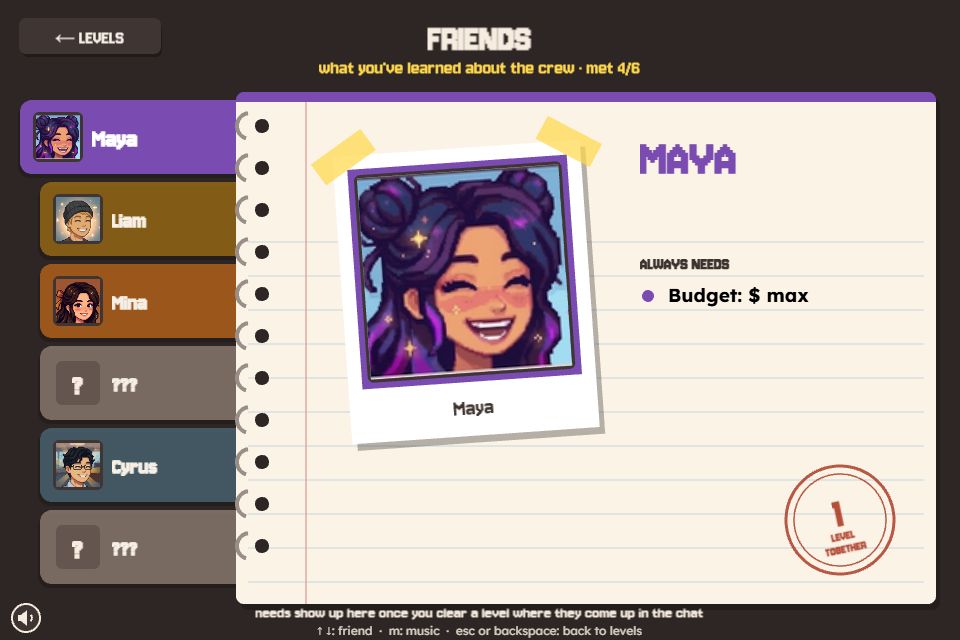 ← LEVELS
FRIENDS
what you've learned about the crew · met 4/6
Maya
Liam
Mina
? ???
Cyrus
? ???
MAYA
ALWAYS NEEDS
Budget: $ max
Maya
1
LEVEL
TOGETHER
needs show up here once you clear a level where they come up in the chat
↑ ↓: friend · m: music · esc or backspace: back to levels